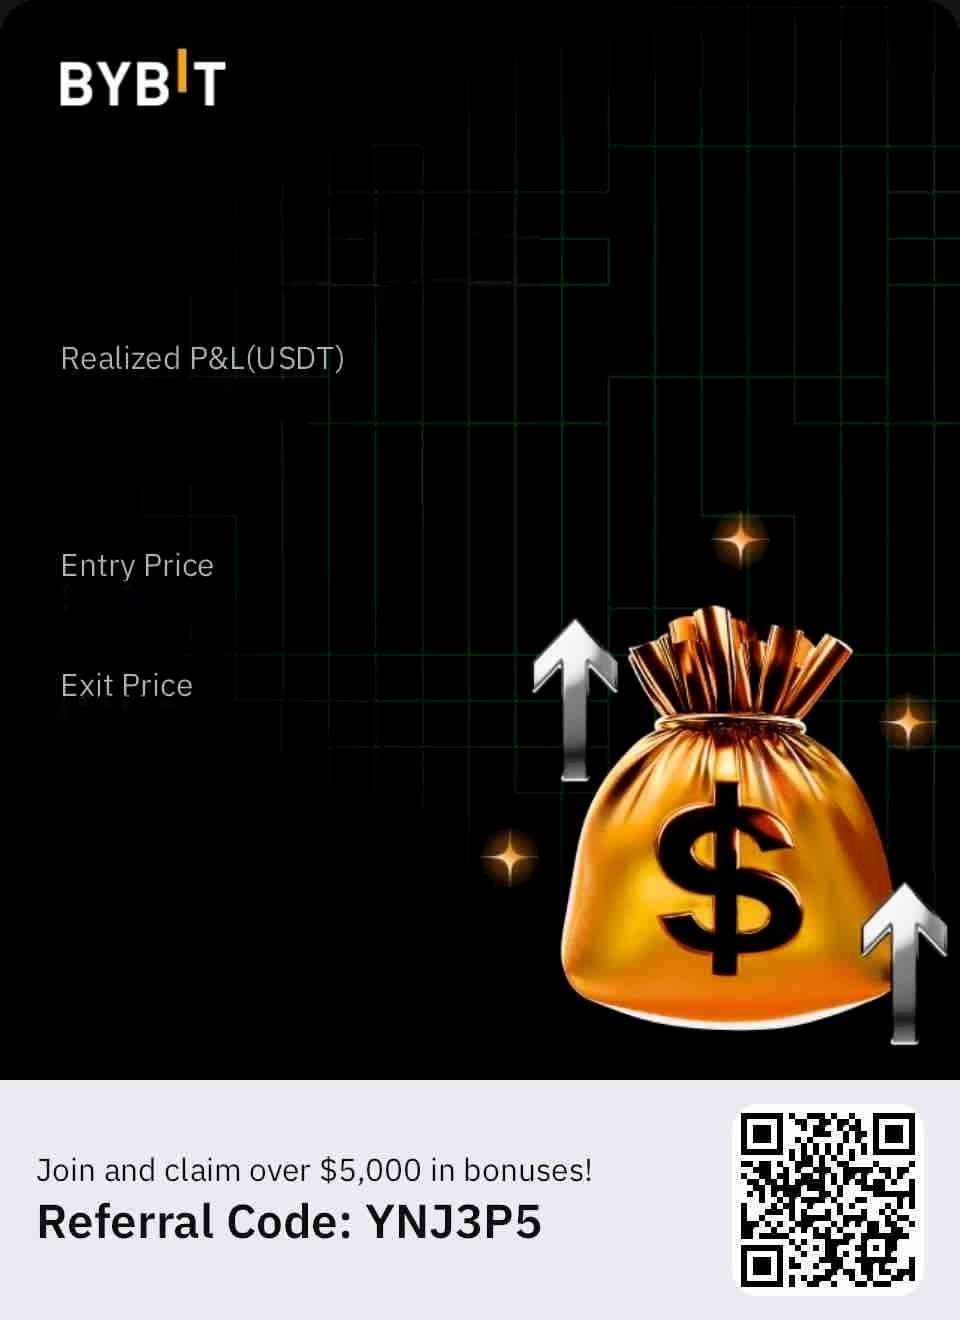 BYBIT
Realized P&L(USDT)
Entry Price
Exit Price
$
Join and claim over $5,000 in bonuses!
Referral Code: YNJ3P5